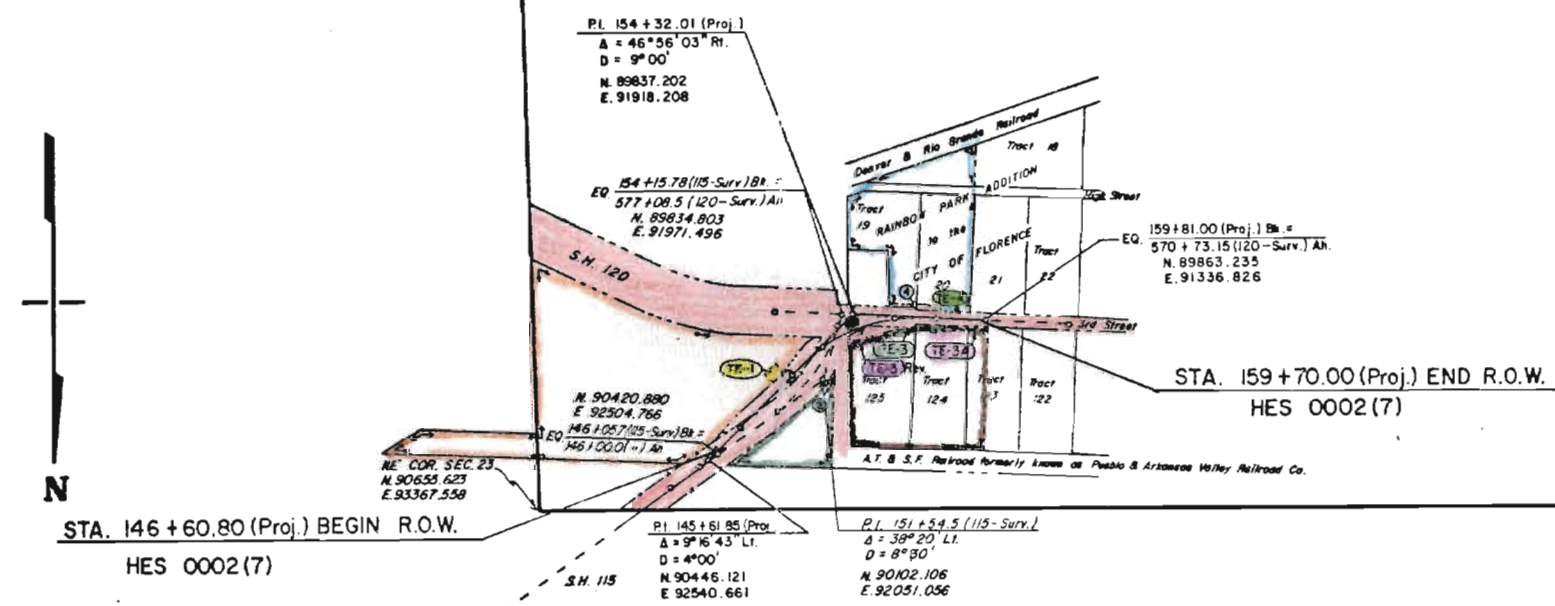 P.I. 154+32.01 (Proj.)
Δ = 46°56'03" Rt.
D = 9°00'
N. 89837.202
E. 91918.208
EQ. 154+15.78 (115-Surv.) Bk. =
577+08.5 (120-Surv.) Ah
N. 89834.803
E. 91971.496
Denver & Rio Grande Railroad
Tract 18
High Street
Tract
19
RAINBOW PARK ADDITION
to the
CITY OF FLORENCE
20
21
Tract
22
EQ. 159+81.00 (Proj.) Bk. =
570+73.15 (120-Surv.) Ah.
N. 89863.235
E. 91336.826
S.H. 120
4
TE-4
3rd Street
TE-1
TE-3
TE-3A
TE-3 Rev.
Tract
125
Tract
124
Tract
Tract
122
STA. 159+70.00 (Proj.) END R.O.W.
HES 0002(7)
N. 90420.880
E. 92504.766
EQ. 146+05.7 (115-Surv) Bk. =
146+00.0 (") Ah
NE COR. SEC. 23
N. 90655.623
E. 93367.558
A.T. & S.F. Railroad formerly known as Pueblo & Arkansas Valley Railroad Co.
N
STA. 146+60.80 (Proj.) BEGIN R.O.W.
HES 0002(7)
S.H. 115
P.I. 145+61.85 (Proj
Δ = 9°16'43" Lt.
D = 4°00'
N. 90446.121
E 92540.661
P.I. 151+54.5 (115-Surv.)
Δ = 38°20' Lt.
D = 8°30'
N. 90102.106
E. 92051.056